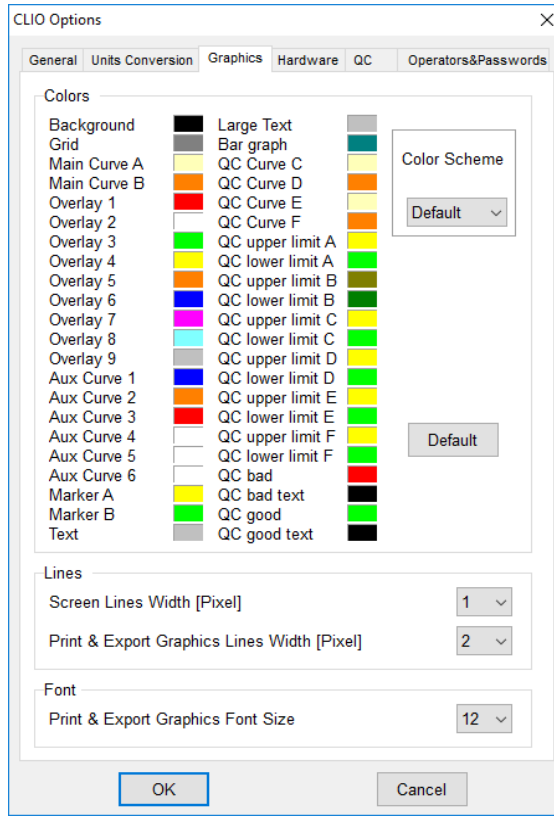 CLIO Options
General Units Conversion Graphics Hardware QC Operators&Passwords
Colors
Background Large Text
Grid Bar graph
Main Curve A QC Curve C
Main Curve B QC Curve D
Overlay 1 QC Curve E
Overlay 2 QC Curve F
Overlay 3 QC upper limit A
Overlay 4 QC lower limit A
Overlay 5 QC upper limit B
Overlay 6 QC lower limit B
Overlay 7 QC upper limit C
Overlay 8 QC lower limit C
Overlay 9 QC upper limit D
Aux Curve 1 QC lower limit D
Aux Curve 2 QC upper limit E
Aux Curve 3 QC lower limit E
Aux Curve 4 QC upper limit F
Aux Curve 5 QC lower limit F
Aux Curve 6 QC bad
Marker A QC bad text
Marker B QC good
Text QC good text
Color Scheme
Default
Default
Lines
Screen Lines Width [Pixel] 1
Print & Export Graphics Lines Width [Pixel] 2
Font
Print & Export Graphics Font Size 12
OK Cancel